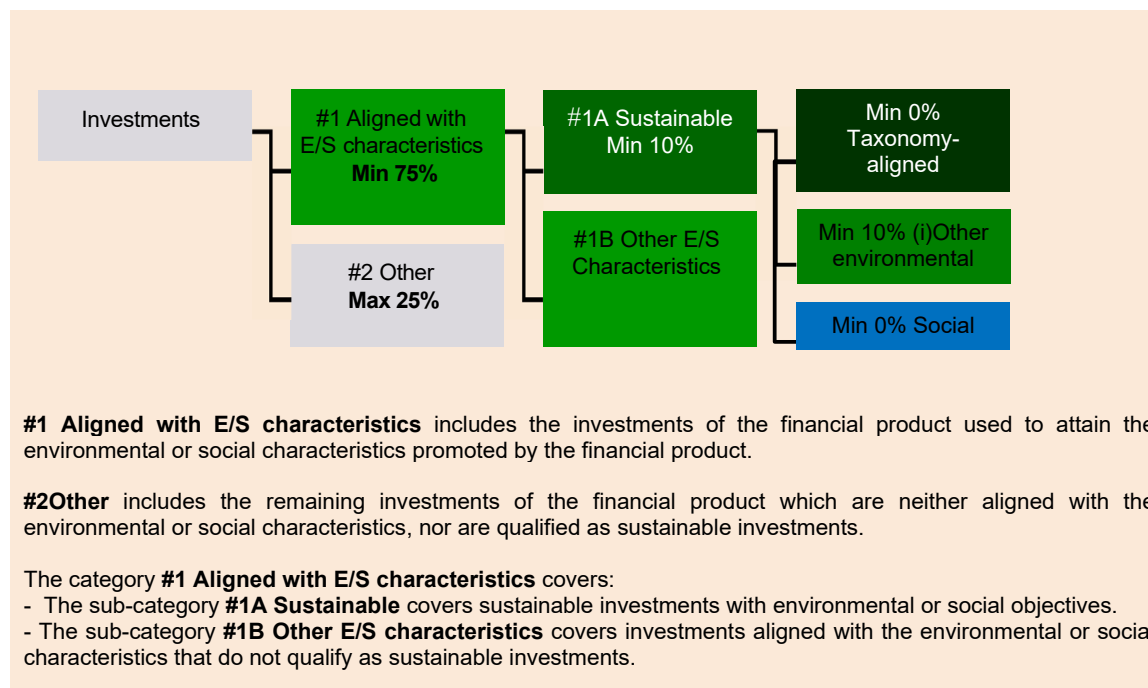 Investments
#1 Aligned with
E/S characteristics
Min 75%
#2 Other
Max 25%
#1A Sustainable
Min 10%
#1B Other E/S
Characteristics
Min 0%
Taxonomy-
aligned
Min 10% (i)Other
environmental
Min 0% Social
#1 Aligned with E/S characteristics includes the investments of the financial product used to attain the
environmental or social characteristics promoted by the financial product.
#2Other includes the remaining investments of the financial product which are neither aligned with the
environmental or social characteristics, nor are qualified as sustainable investments.
The category #1 Aligned with E/S characteristics covers:
- The sub-category #1A Sustainable covers sustainable investments with environmental or social objectives.
- The sub-category #1B Other E/S characteristics covers investments aligned with the environmental or social
characteristics that do not qualify as sustainable investments.